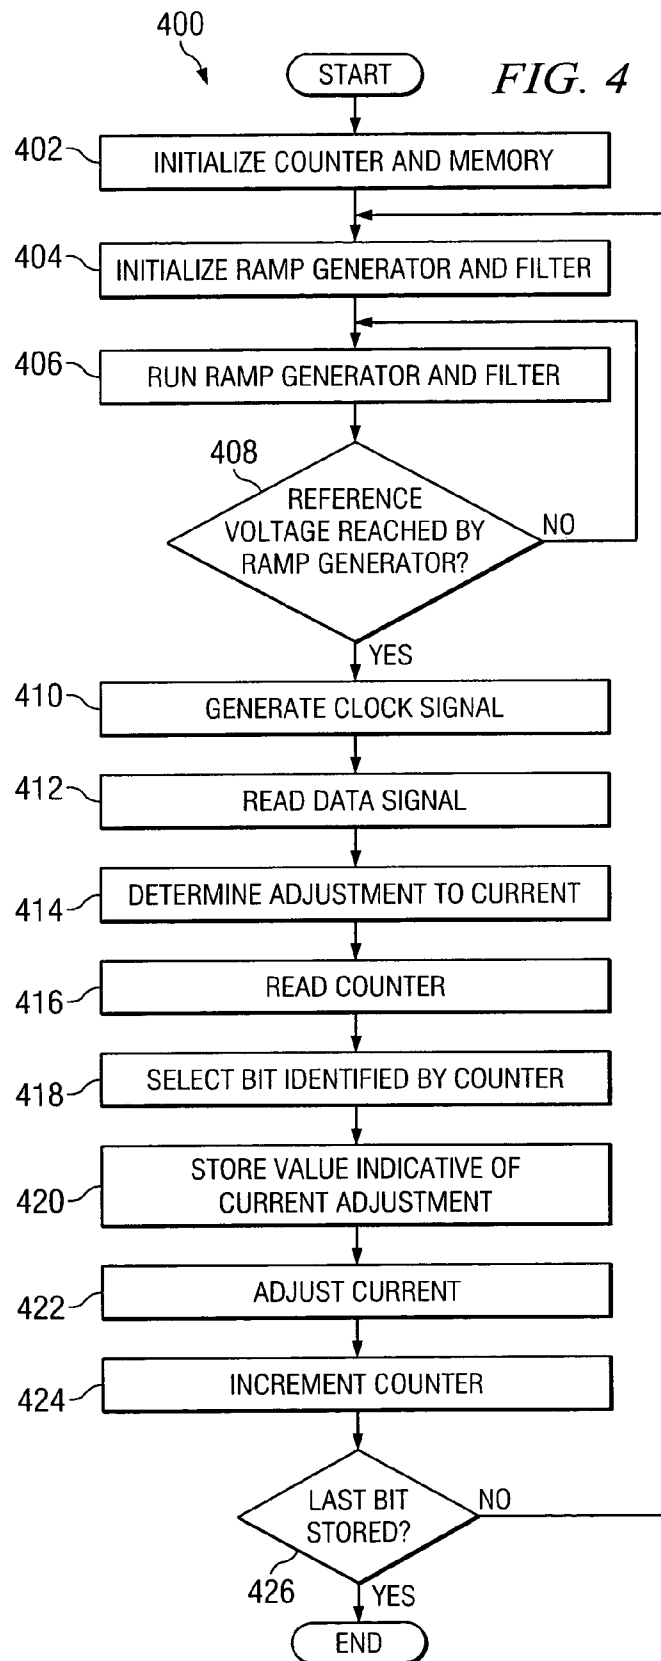 400
START
FIG. 4
402
INITIALIZE COUNTER AND MEMORY
404
INITIALIZE RAMP GENERATOR AND FILTER
406
RUN RAMP GENERATOR AND FILTER
408
REFERENCE
VOLTAGE REACHED BY
RAMP GENERATOR?
NO
YES
410
GENERATE CLOCK SIGNAL
412
READ DATA SIGNAL
414
DETERMINE ADJUSTMENT TO CURRENT
416
READ COUNTER
418
SELECT BIT IDENTIFIED BY COUNTER
420
STORE VALUE INDICATIVE OF
CURRENT ADJUSTMENT
422
ADJUST CURRENT
424
INCREMENT COUNTER
LAST BIT
STORED?
NO
426
YES
END